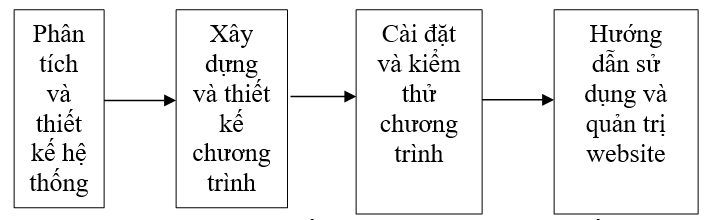 Phân
tích
và
thiết
kế hệ
thống
Xây
dựng
và thiết
kế
chương
trình
Cài đặt
và kiểm
thử
chương
trình
Hướng
dẫn sử
dụng và
quản trị
website